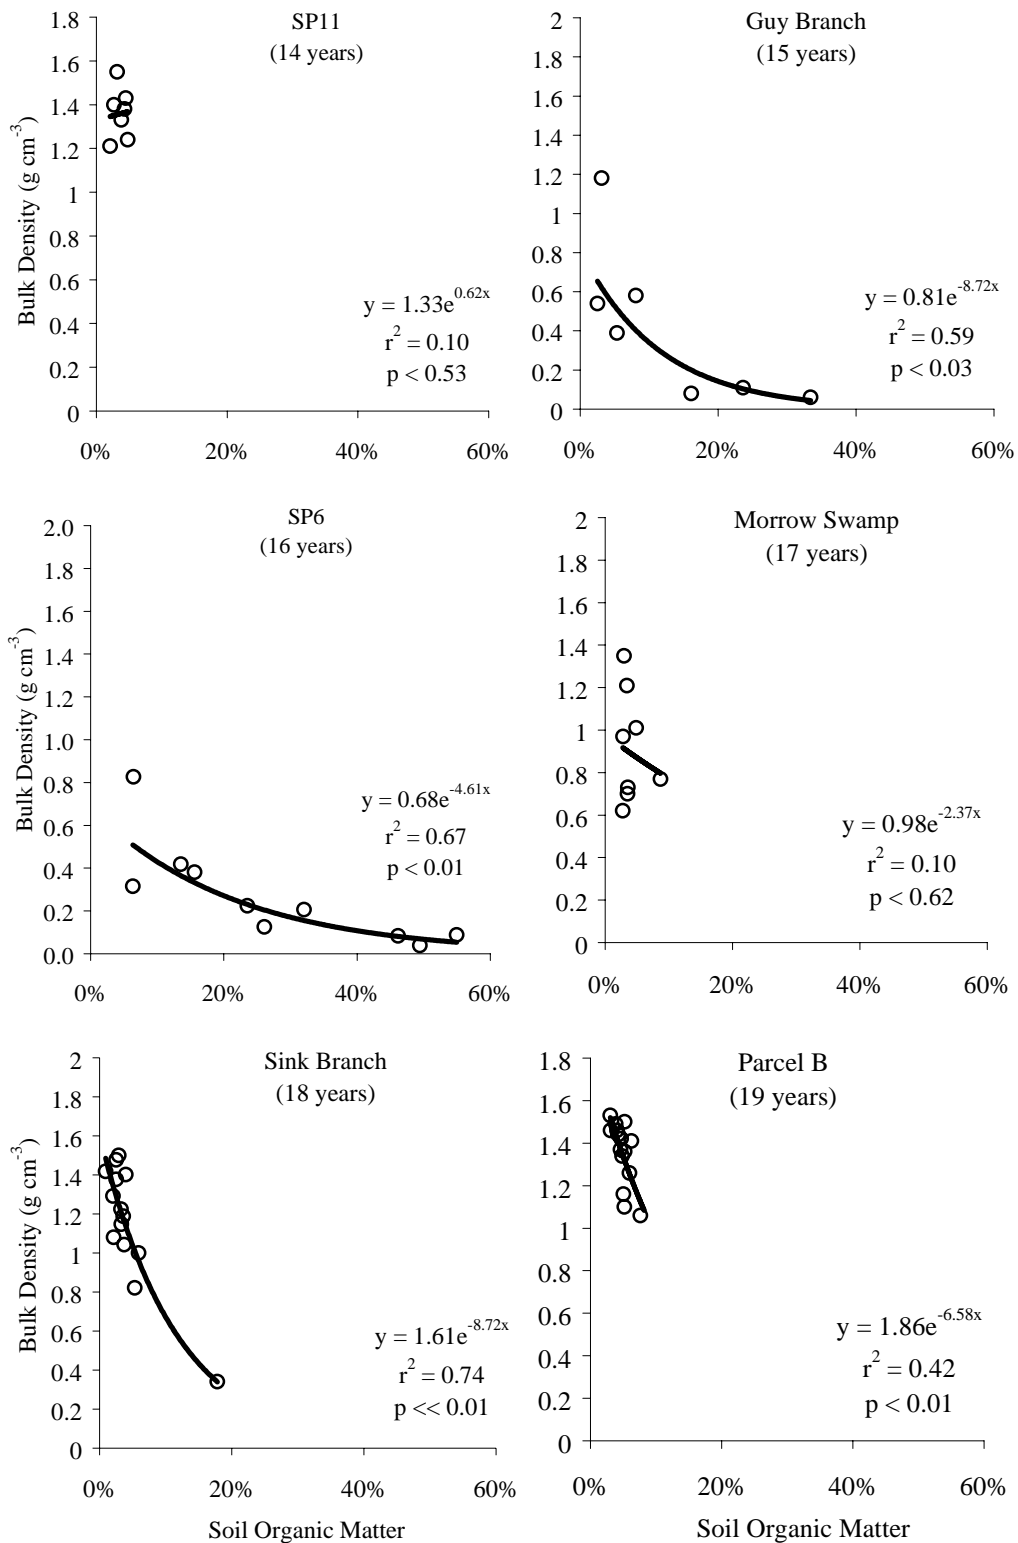 SP11
(14 years)
Bulk Density (g cm-3)
1.8
1.6
1.4
1.2
1
0.8
0.6
0.4
0.2
0
0%
20%
40%
60%
y = 1.33e0.62x
r2 = 0.10
p < 0.53
Guy Branch
(15 years)
2
1.8
1.6
1.4
1.2
1
0.8
0.6
0.4
0.2
0
0%
20%
40%
60%
y = 0.81e-8.72x
r2 = 0.59
p < 0.03
SP6
(16 years)
Bulk Density (g cm-3)
2.0
1.8
1.6
1.4
1.2
1.0
0.8
0.6
0.4
0.2
0.0
0%
20%
40%
60%
y = 0.68e-4.61x
r2 = 0.67
p < 0.01
Morrow Swamp
(17 years)
2
1.8
1.6
1.4
1.2
1
0.8
0.6
0.4
0.2
0
0%
20%
40%
60%
y = 0.98e-2.37x
r2 = 0.10
p < 0.62
Sink Branch
(18 years)
Bulk Density (g cm-3)
2
1.8
1.6
1.4
1.2
1
0.8
0.6
0.4
0.2
0
0%
20%
40%
60%
y = 1.61e-8.72x
r2 = 0.74
p << 0.01
Soil Organic Matter
Parcel B
(19 years)
1.8
1.6
1.4
1.2
1
0.8
0.6
0.4
0.2
0
0%
20%
40%
60%
y = 1.86e-6.58x
r2 = 0.42
p < 0.01
Soil Organic Matter